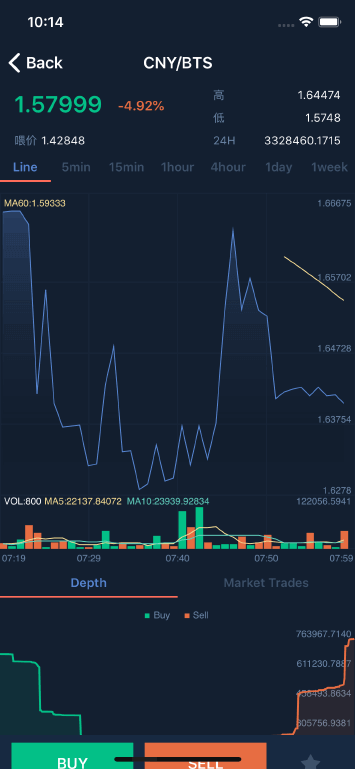 10:14
Back CNY/BTS
1.57999 -4.92% 高 1.64474
低 1.5748
喂价 1.42848 24H 3328460.1715
Line 5min 15min 1hour 4hour 1day 1week
MA60:1.59333 1.66675
1.65702
1.64728
1.63754
1.6278
VOL:800 MA5:22137.84072 MA10:23939.92834 122056.5941
07:19 07:29 07:40 07:50 07:59
Depth Market Trades
Buy Sell
763967.7140
611230.7887
458493.8634
305756.9381
BUY SELL